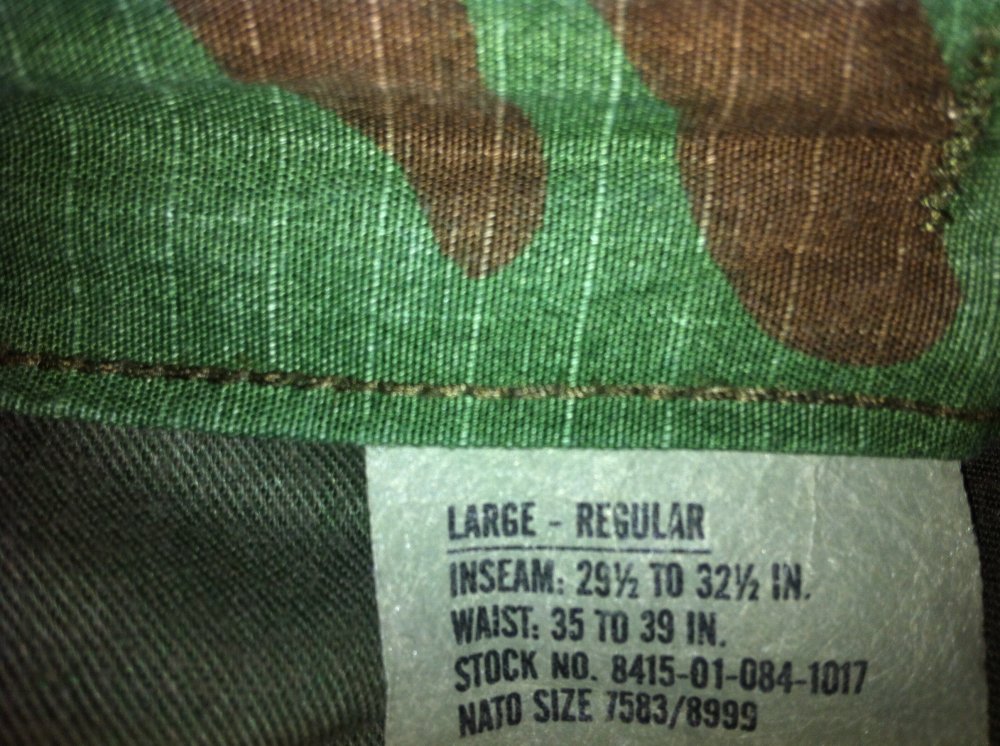 LARGE - REGULAR
INSEAM: 29½ TO 32½ IN.
WAIST: 35 TO 39 IN.
STOCK NO. 8415-01-084-1017
NATO SIZE 7583/8999